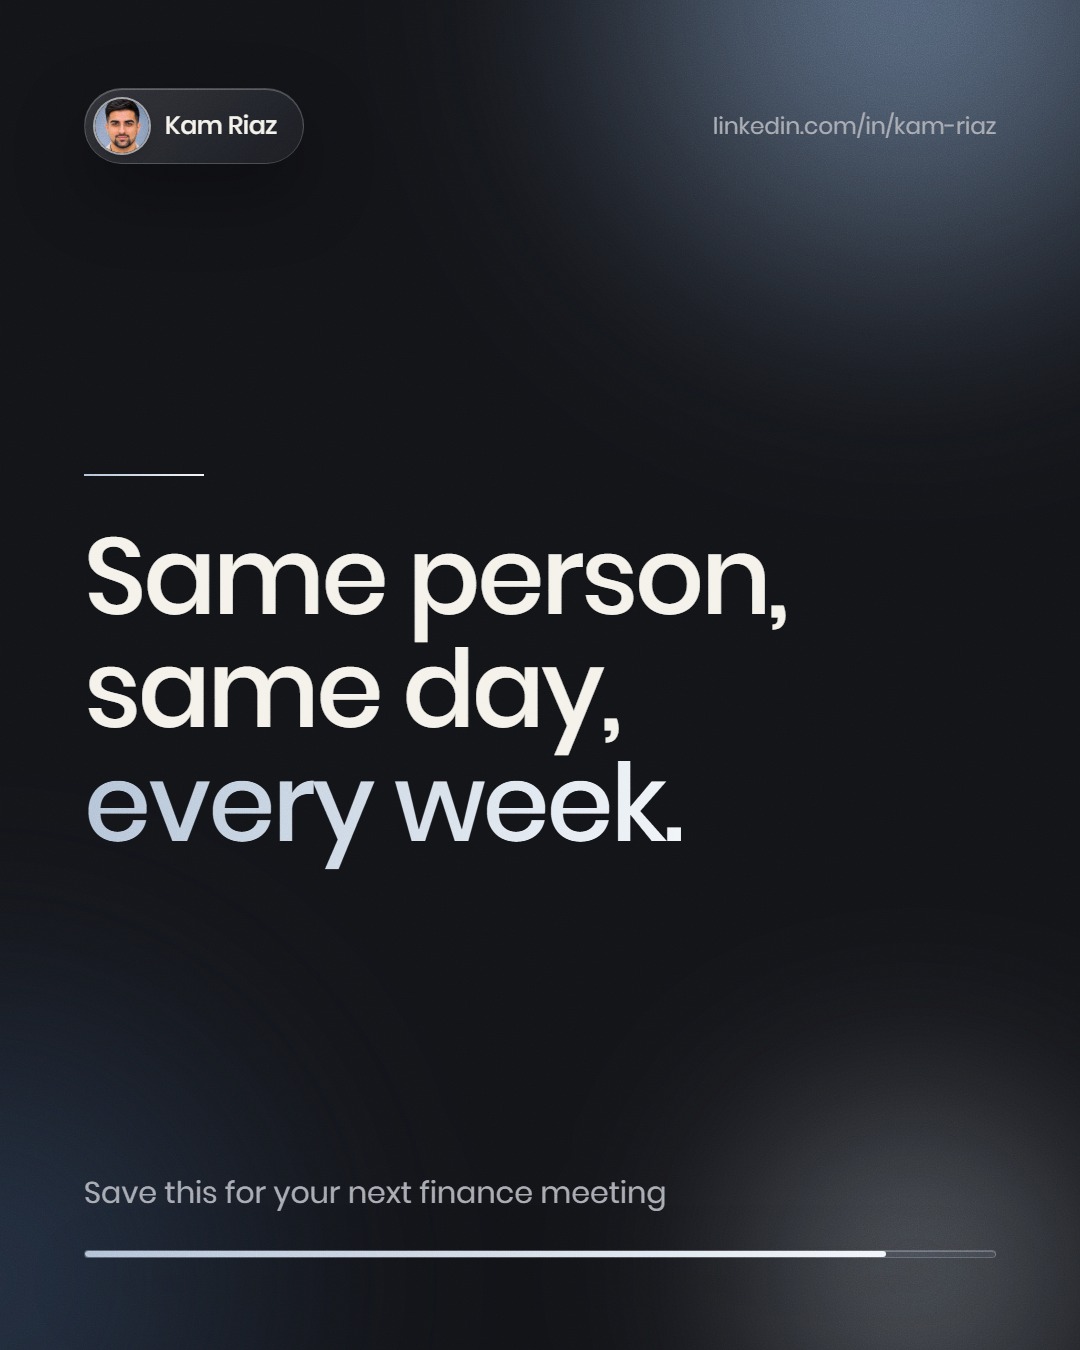 Kam Riaz
linkedin.com/in/kam-riaz
Same person,
same day,
every week.
Save this for your next finance meeting